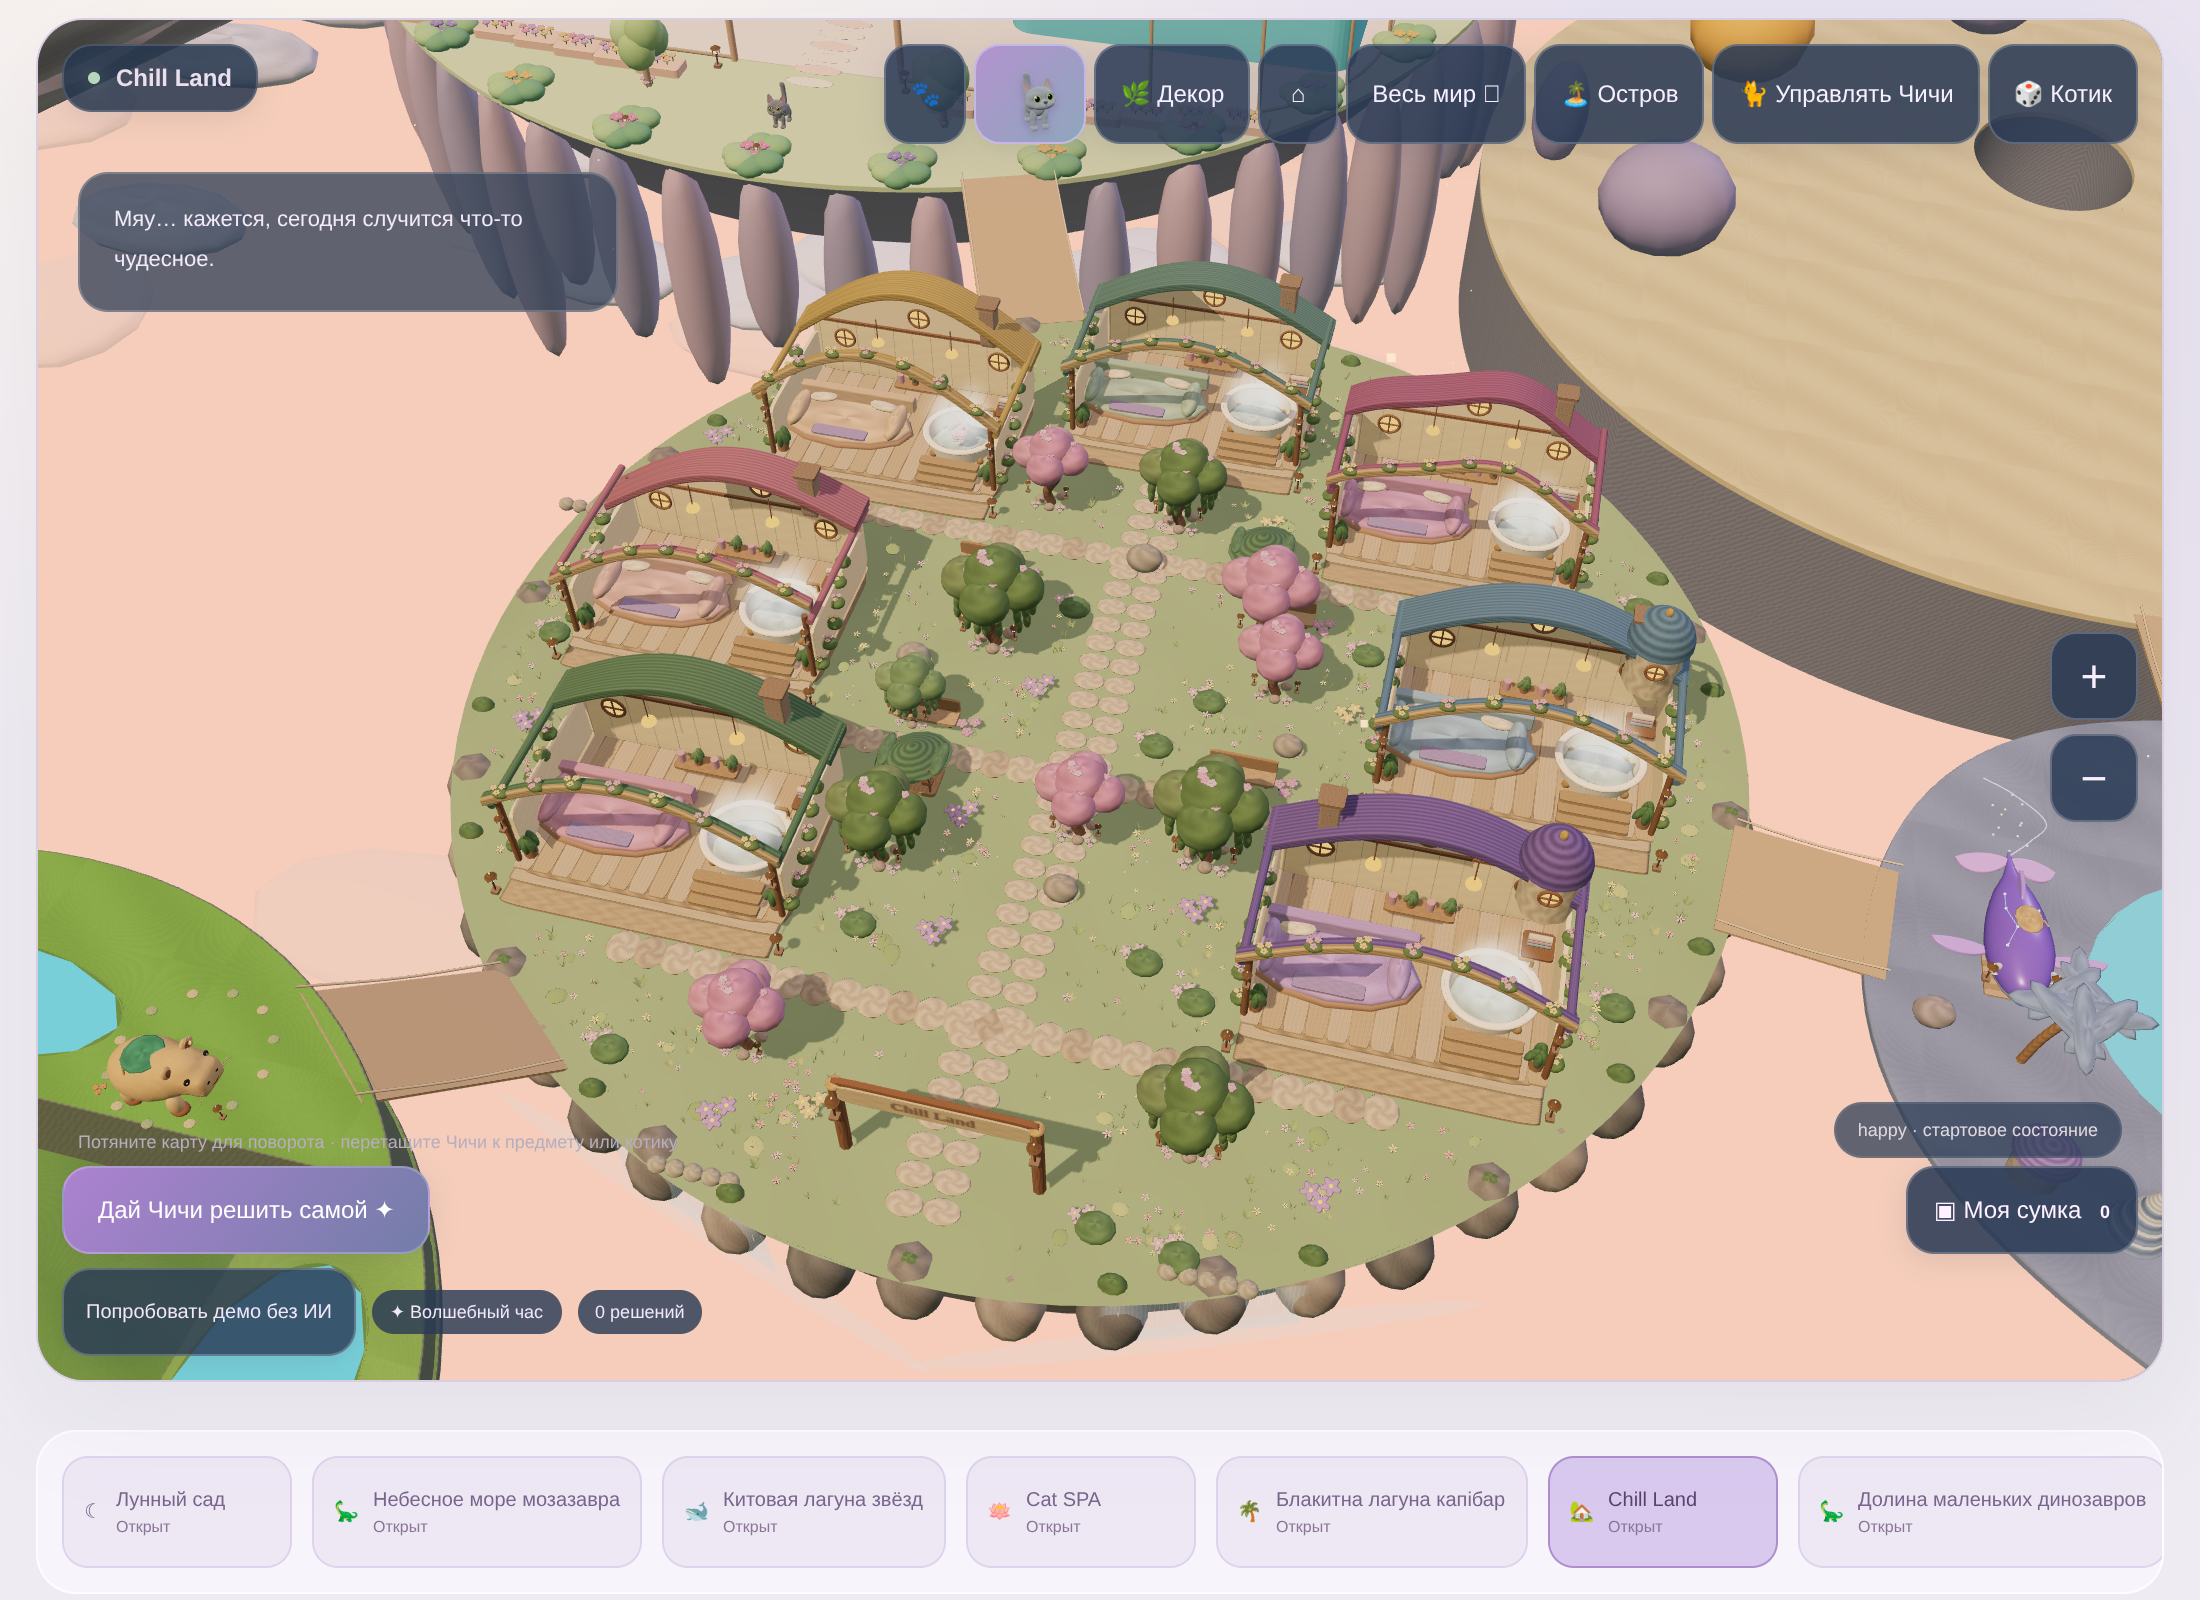 Chill Land
Декор
Весь мир
Остров
Управлять Чичи
Котик
Мяу… кажется, сегодня случится что-то
чудесное.
+
−
Chill Land
Потяните карту для поворота · перетащите Чичи к предмету или котику
happy · стартовое состояние
Дай Чичи решить самой ✦
Моя сумка 0
Попробовать демо без ИИ
✦ Волшебный час
0 решений
Лунный сад
Открыт
Небесное море мозазавра
Открыт
Китовая лагуна звёзд
Открыт
Cat SPA
Открыт
Блакитна лагуна капібар
Открыт
Chill Land
Открыт
Долина маленьких динозавров
Открыт